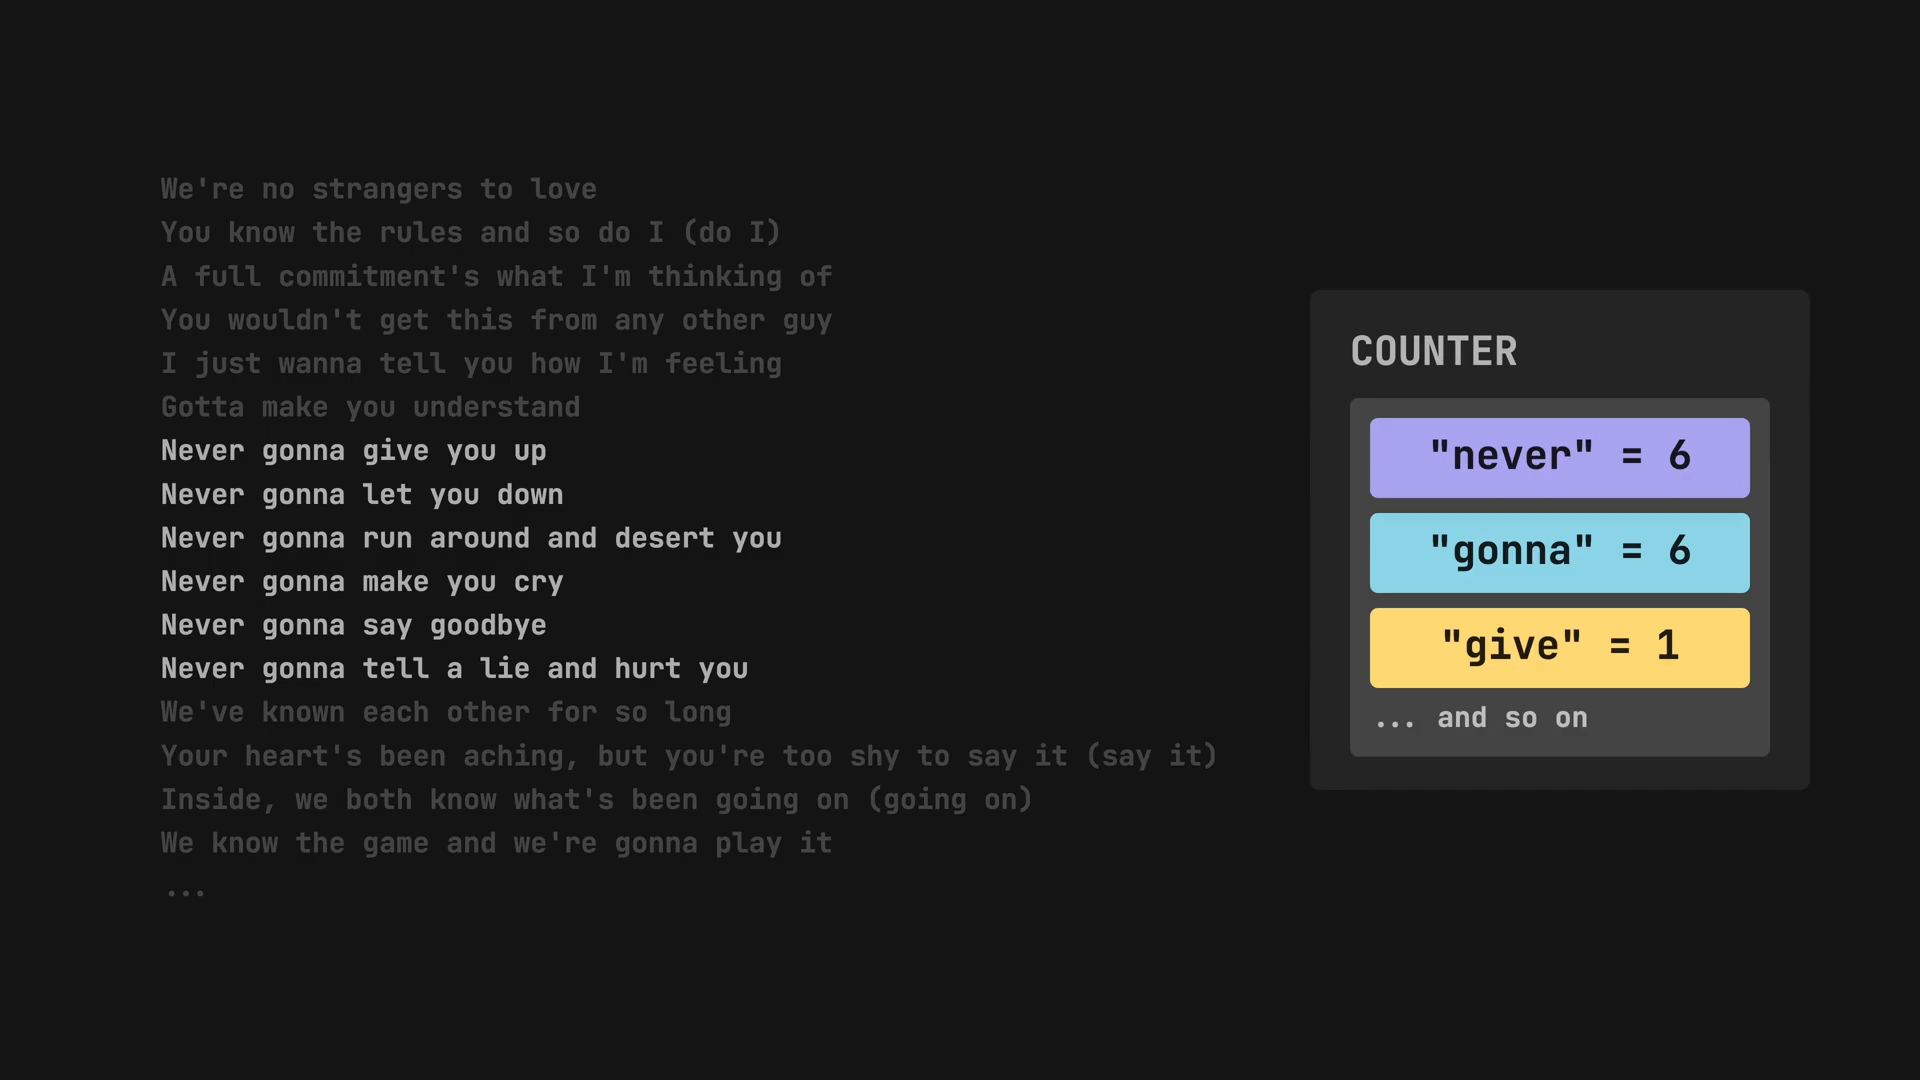 We're no strangers to love
You know the rules and so do I (do I)
A full commitment's what I'm thinking of
You wouldn't get this from any other guy
I just wanna tell you how I'm feeling
Gotta make you understand
Never gonna give you up
Never gonna let you down
Never gonna run around and desert you
Never gonna make you cry
Never gonna say goodbye
Never gonna tell a lie and hurt you
We've known each other for so long
Your heart's been aching, but you're too shy to say it (say it)
Inside, we both know what's been going on (going on)
We know the game and we're gonna play it
...
COUNTER
"never" = 6
"gonna" = 6
"give" = 1
... and so on